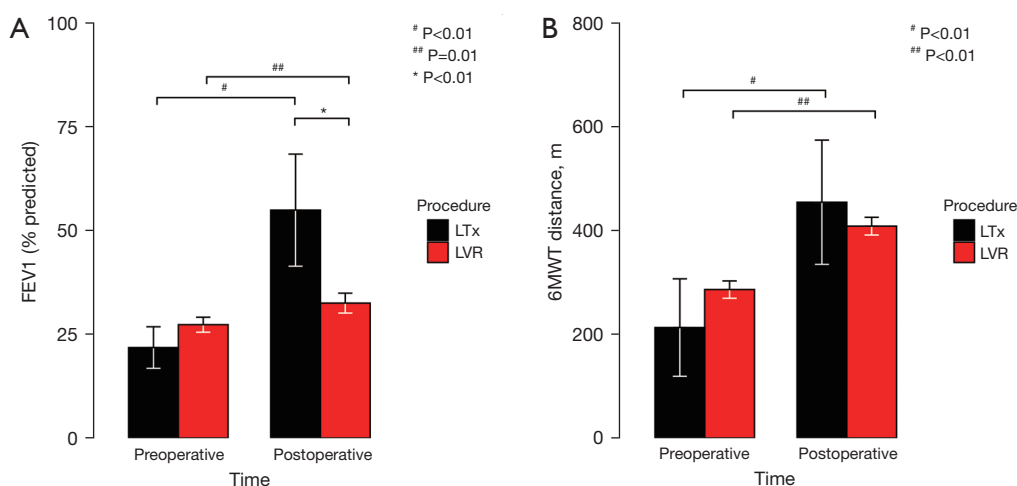 A
100
75
50
25
0
FEV1 (% predicted)
# P<0.01
## P=0.01
* P<0.01
##
#
*
Procedure
LTx
LVR
Preoperative
Postoperative
Time
B
800
600
400
200
0
6MWT distance, m
# P<0.01
## P<0.01
#
##
Procedure
LTx
LVR
Preoperative
Postoperative
Time